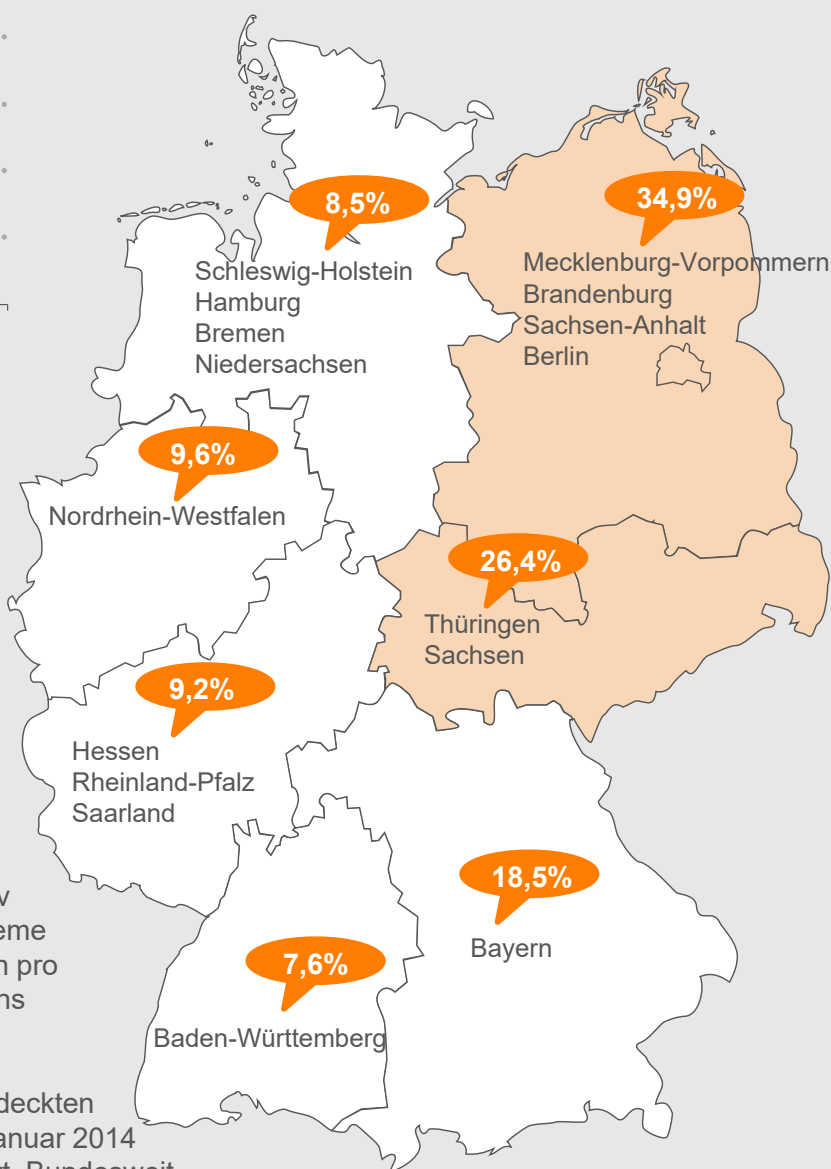 8,5%
Schleswig-Holstein
Hamburg
Bremen
Niedersachsen
34,9%
Mecklenburg-Vorpommern
Brandenburg
Sachsen-Anhalt
Berlin
9,6%
Nordrhein-Westfalen
26,4%
Thüringen
Sachsen
9,2%
Hessen
Rheinland-Pfalz
Saarland
18,5%
Bayern
7,6%
Baden-Württemberg
v
eme
n pro
ns
deckten
anuar 2014
Bundesweit